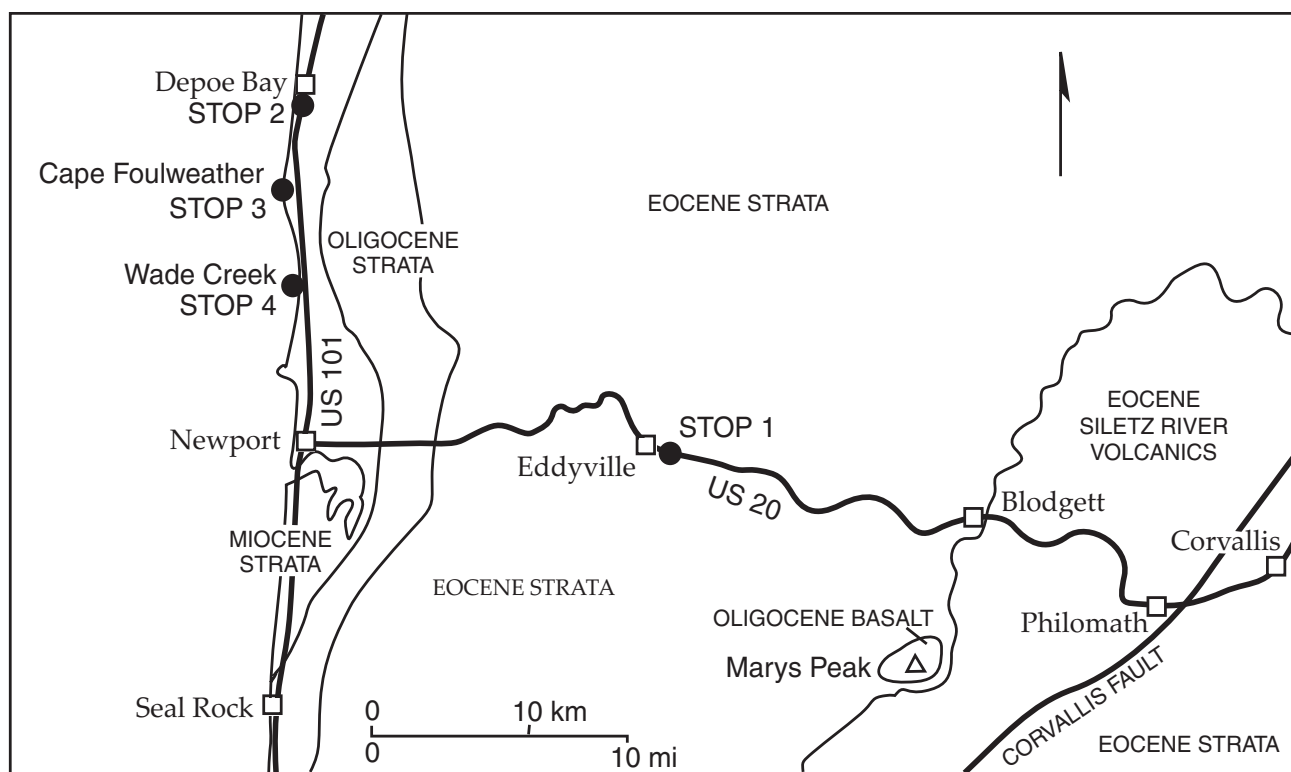 Depoe Bay
STOP 2
Cape Foulweather
STOP 3
Wade Creek
STOP 4
OLIGOCENE
STRATA
EOCENE STRATA
US 101
Newport
Eddyville
STOP 1
US 20
EOCENE
SILETZ RIVER
VOLCANICS
Blodgett
Corvallis
MIOCENE
STRATA
EOCENE STRATA
OLIGOCENE BASALT
Marys Peak
Philomath
Seal Rock
0 10 km
0 10 mi
CORVALLIS FAULT
EOCENE STRATA